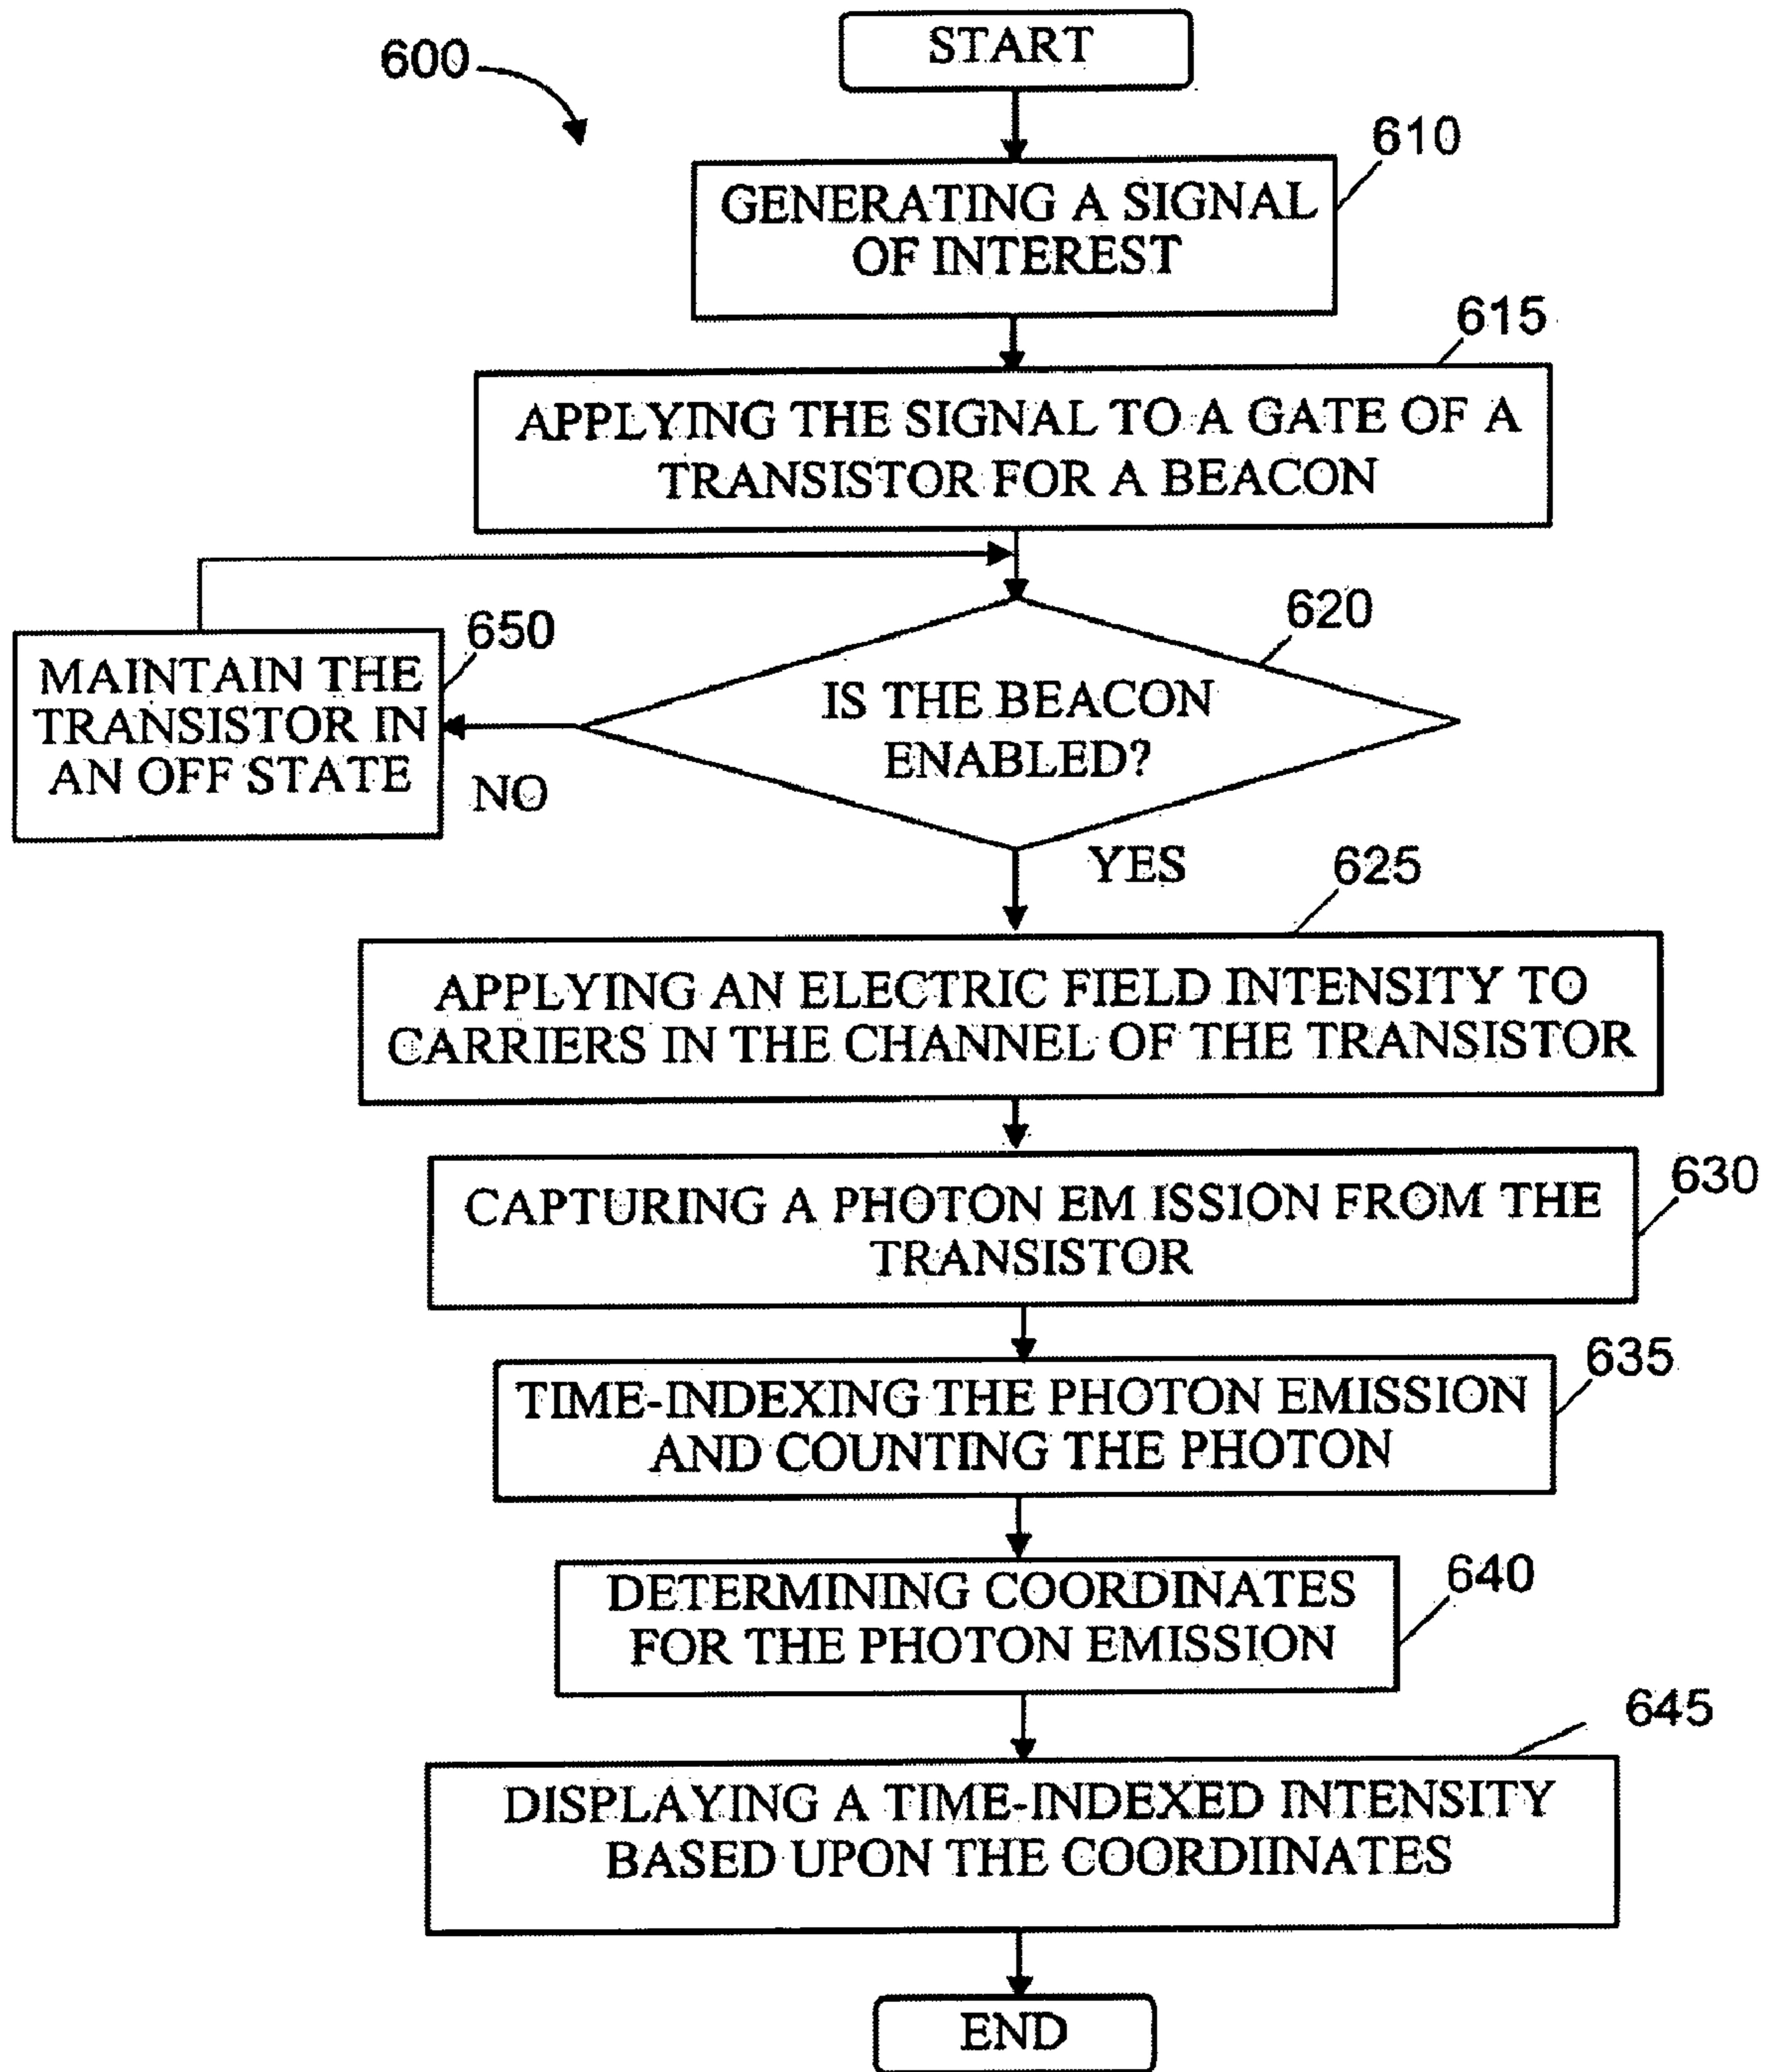 600
START
610
GENERATING A SIGNAL
OF INTEREST
615
APPLYING THE SIGNAL TO A GATE OF A
TRANSISTOR FOR A BEACON
650
MAINTAIN THE
TRANSISTOR IN
AN OFF STATE
NO
620
IS THE BEACON
ENABLED?
YES
625
APPLYING AN ELECTRIC FIELD INTENSITY TO
CARRIERS IN THE CHANNEL OF THE TRANSISTOR
630
CAPTURING A PHOTON EM ISSION FROM THE
TRANSISTOR
635
TIME-INDEXING THE PHOTON EMISSION
AND COUNTING THE PHOTON
640
DETERMINING COORDINATES
FOR THE PHOTON EMISSION
645
DISPLAYING A TIME-INDEXED INTENSITY
BASED UPON THE COORDIINATES
END